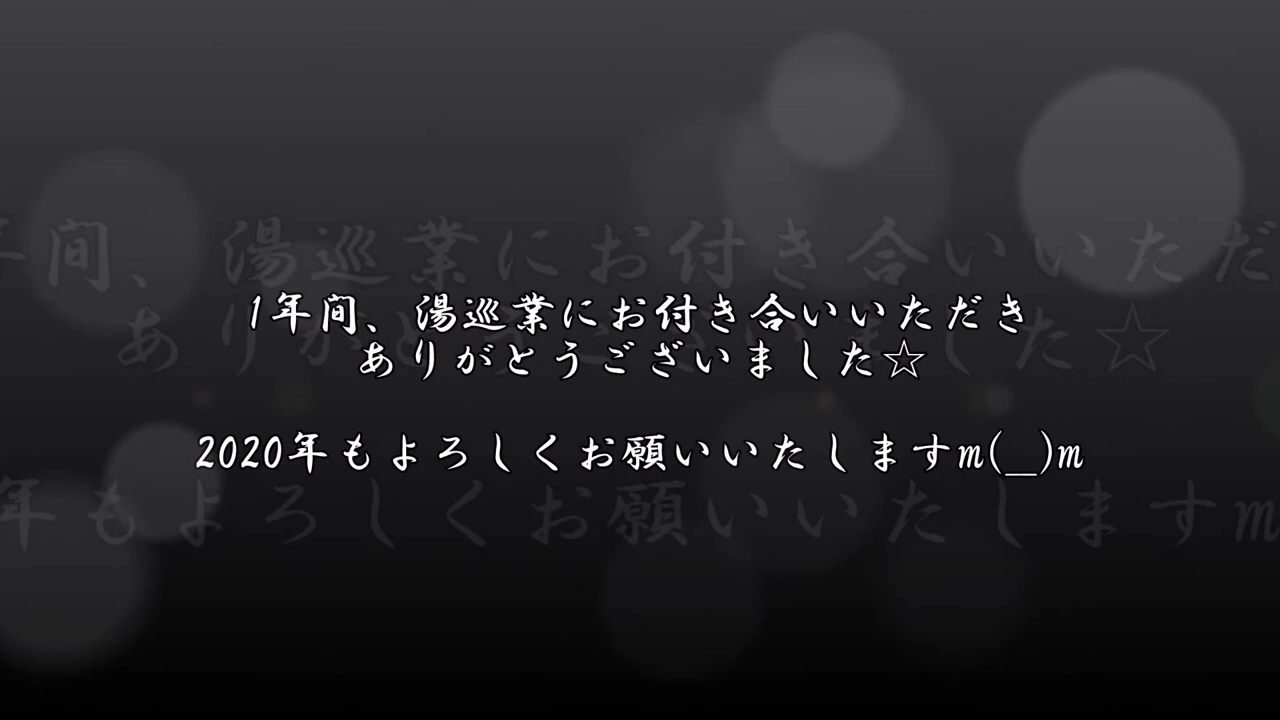 1年間、湯巡業にお付き合いいただき
ありがとうございました☆
2020年もよろしくお願いいたしますm(__)m